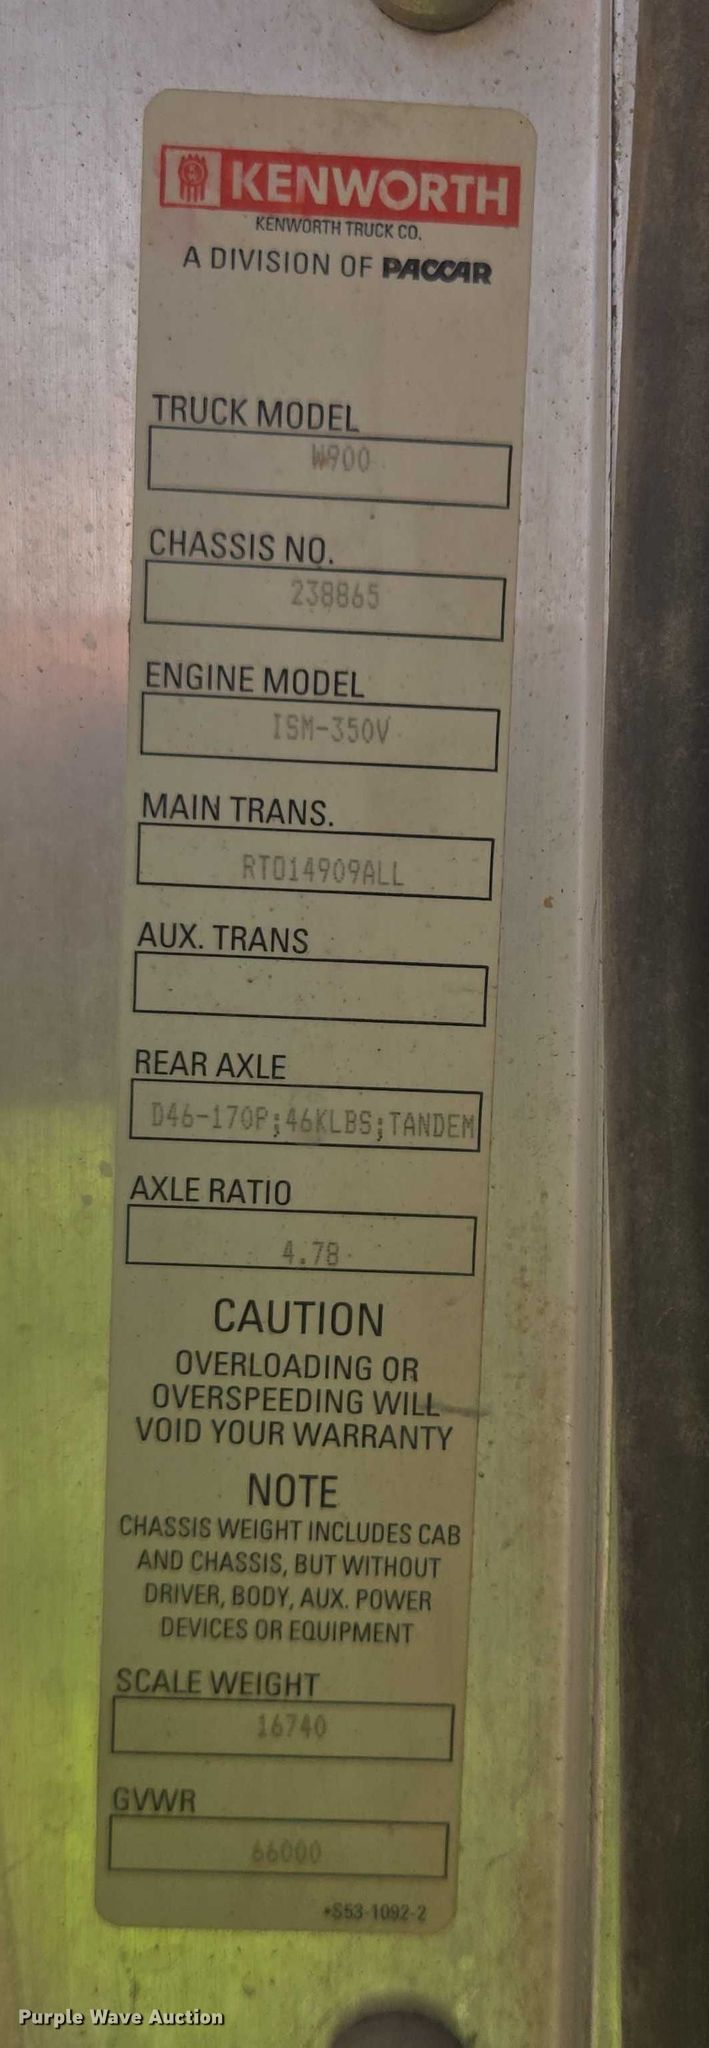 KENWORTH
KENWORTH TRUCK CO.
A DIVISION OF PACCAR
TRUCK MODEL
W900
CHASSIS NO.
238865
ENGINE MODEL
ISM-350V
MAIN TRANS.
RTO14909ALL
AUX. TRANS
REAR AXLE
D46-170P;46KLBS;TANDEM
AXLE RATIO
4.78
CAUTION
OVERLOADING OR
OVERSPEEDING WILL
VOID YOUR WARRANTY
NOTE
CHASSIS WEIGHT INCLUDES CAB
AND CHASSIS, BUT WITHOUT
DRIVER, BODY, AUX. POWER
DEVICES OR EQUIPMENT
SCALE WEIGHT
16740
GVWR
66000
•S53-1092-2
Purple Wave Auction